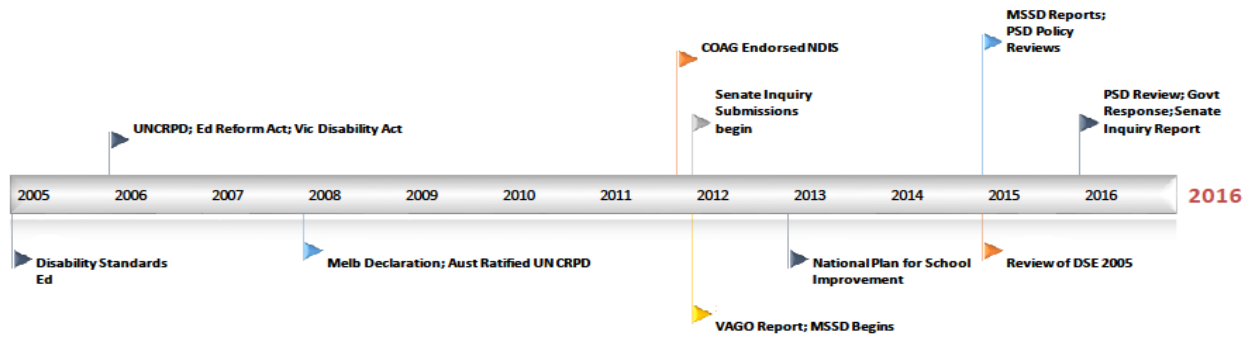 MSSD Reports;
PSD Policy
Reviews
COAG Endorsed NDIS
Senate Inquiry
Submissions
begin
PSD Review; Govt
Response;Senate
Inquiry Report
UNCRPD; Ed Reform Act; Vic Disability Act
2005 2006 2007 2008 2009 2010 2011 2012 2013 2014 2015 2016 2016
Disability Standards
Ed
Melb Declaration; Aust Ratified UN CRPD
National Plan for School
Improvement
Review of DSE 2005
VAGO Report; MSSD Begins